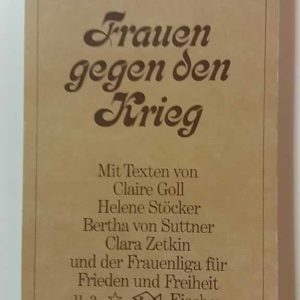 Frauen
gegen den
Krieg
Mit Texten von
Claire Goll
Helene Stöcker
Bertha von Suttner
Clara Zetkin
und der Frauenliga für
Frieden und Freiheit
u. a.